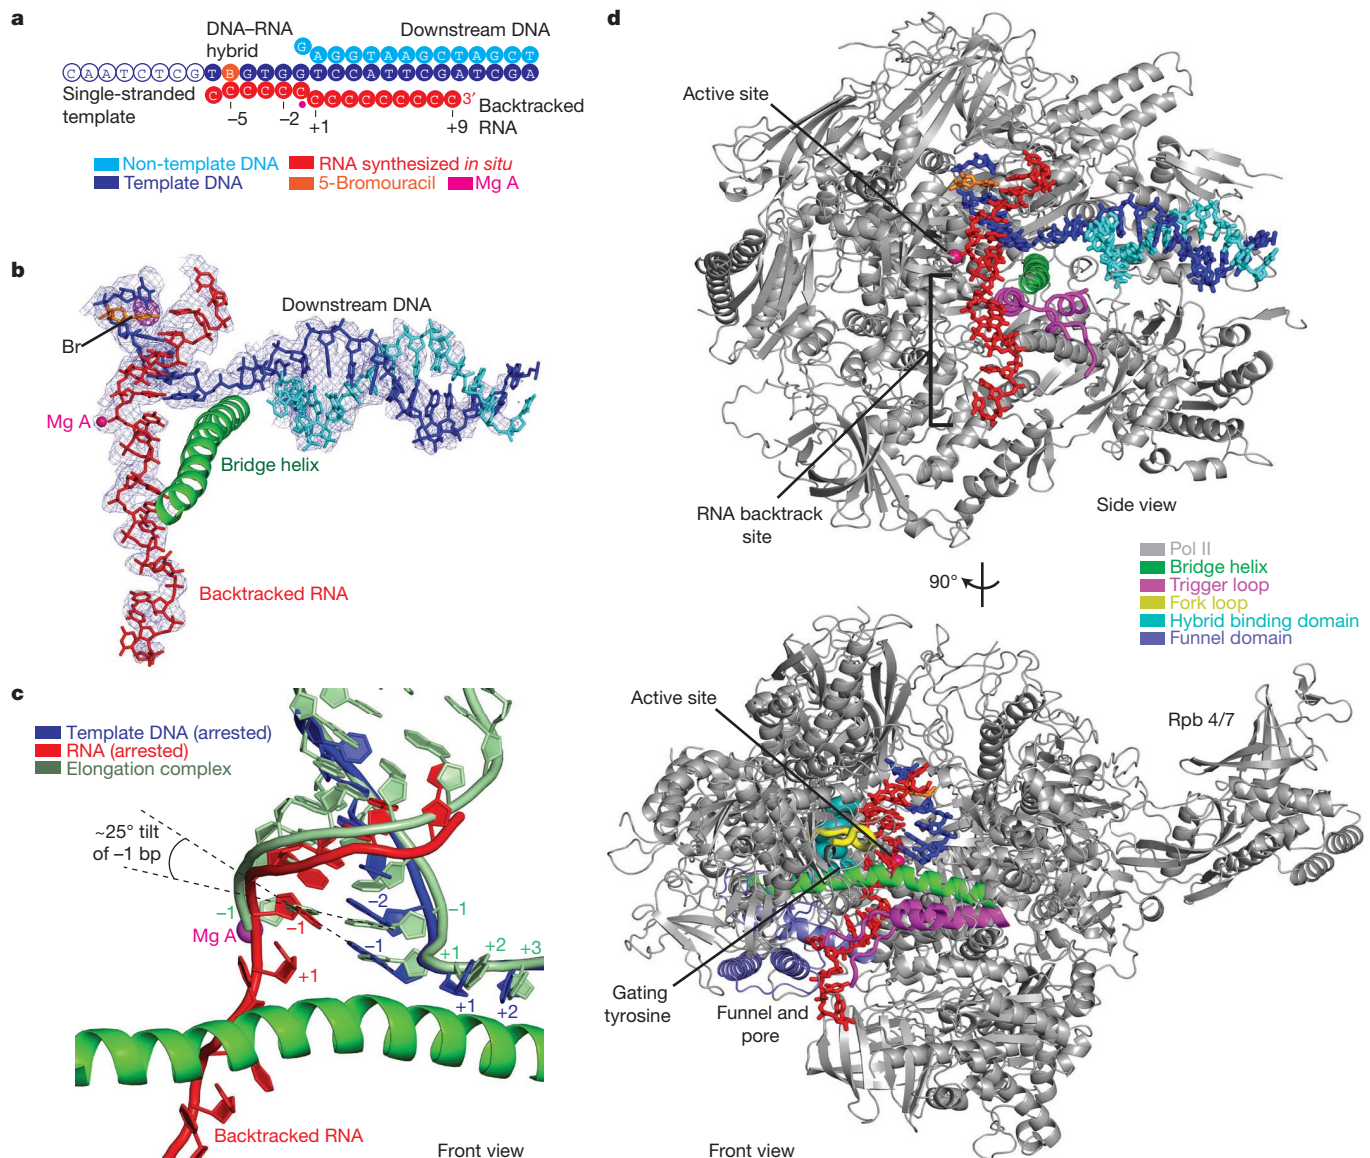 a
DNA–RNA
hybrid
Downstream DNA
G A G G T A A G C T A G C T
C A A T C T C G T B G T G G T C C A T T C G A T C G A
C C C C C C C C C C C C C C C 3′
Single-stranded
template
–5
–2
+1
+9
Backtracked
RNA
Non-template DNA
RNA synthesized in situ
Template DNA
5-Bromouracil
Mg A
b
Downstream DNA
Br
Mg A
Bridge helix
Backtracked RNA
c
Template DNA (arrested)
RNA (arrested)
Elongation complex
~25° tilt
of –1 bp
–1
Mg A
–1
+1
–2
–1
–1
+1
+2
+3
+1
+2
Backtracked RNA
Front view
d
Active site
RNA backtrack
site
Side view
90°
Pol II
Bridge helix
Trigger loop
Fork loop
Hybrid binding domain
Funnel domain
Active site
Rpb 4/7
Gating
tyrosine
Funnel and
pore
Front view